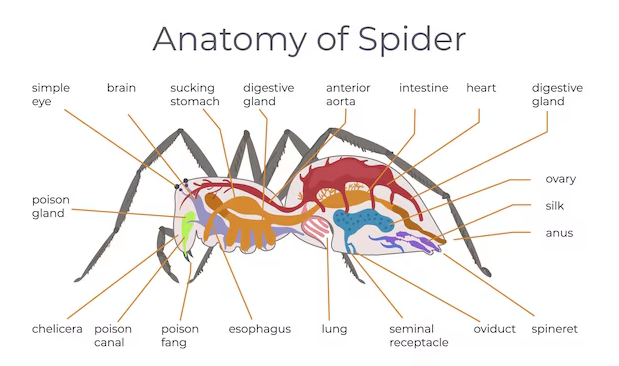 Anatomy of Spider
simple
eye
brain
sucking
stomach
digestive
gland
anterior
aorta
intestine
heart
digestive
gland
poison
gland
ovary
silk
anus
chelicera
poison
canal
poison
fang
esophagus
lung
seminal
receptacle
oviduct
spineret